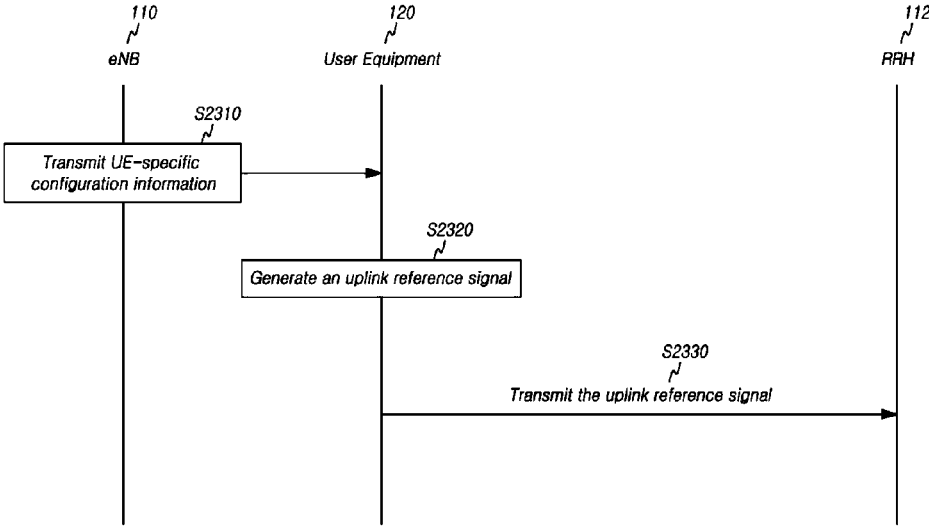 110
120
112
eNB
User Equipment
RRH
S2310
Transmit UE-specific
configuration information
S2320
Generate an uplink reference signal
S2330
Transmit the uplink reference signal